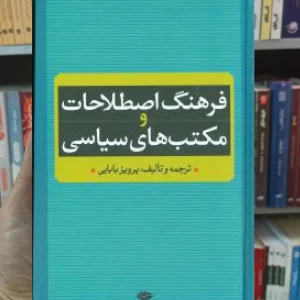 فرهنگ اصطلاحات
و
مکتب‌های سیاسی
• ترجمه و تألیف: پرویز بابایی •